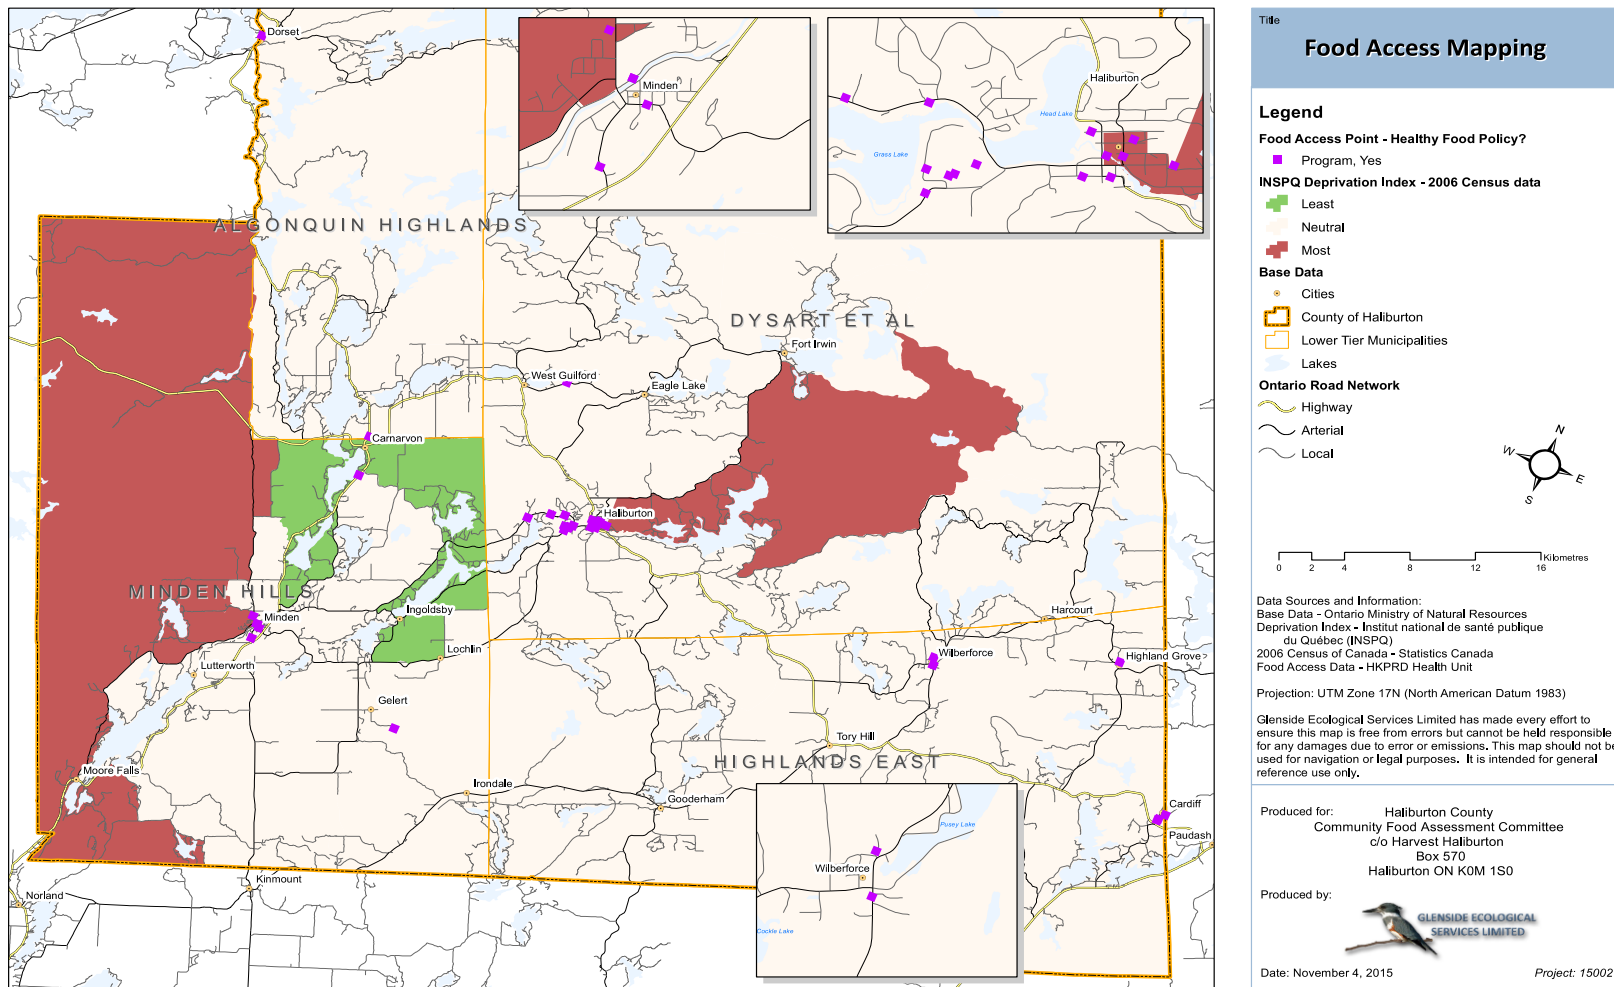 Dorset
Minden
Haliburton
Head Lake
Grass Lake
ALGONQUIN HIGHLANDS
DYSART ET AL
Fort Irwin
West Guilford
Eagle Lake
Carnarvon
Haliburton
MINDEN HILLS
Minden
Ingoldsby
Harcourt
Lochlin
Wilberforce
Highland Grove
Lutterworth
Gelert
Tory Hill
HIGHLANDS EAST
Moore Falls
Irondale
Gooderham
Cardiff
Pusey Lake
Paudash
Wilberforce
Kinmount
Norland
Cockle Lake
Title
Food Access Mapping
Legend
Food Access Point - Healthy Food Policy?
Program, Yes
INSPQ Deprivation Index - 2006 Census data
Least
Neutral
Most
Base Data
Cities
County of Haliburton
Lower Tier Municipalities
Lakes
Ontario Road Network
Highway
Arterial
Local
N
W
E
S
Kilometres
0 2 4 8 12 16
Data Sources and Information:
Base Data - Ontario Ministry of Natural Resources
Deprivation Index - Institut national de santé publique
du Québec (INSPQ)
2006 Census of Canada - Statistics Canada
Food Access Data - HKPRD Health Unit
Projection: UTM Zone 17N (North American Datum 1983)
Glenside Ecological Services Limited has made every effort to
ensure this map is free from errors but cannot be held responsible
for any damages due to error or emissions. This map should not be
used for navigation or legal purposes. It is intended for general
reference use only.
Produced for: Haliburton County
Community Food Assessment Committee
c/o Harvest Haliburton
Box 570
Haliburton ON K0M 1S0
Produced by:
GLENSIDE ECOLOGICAL
SERVICES LIMITED
Date: November 4, 2015 Project: 15002